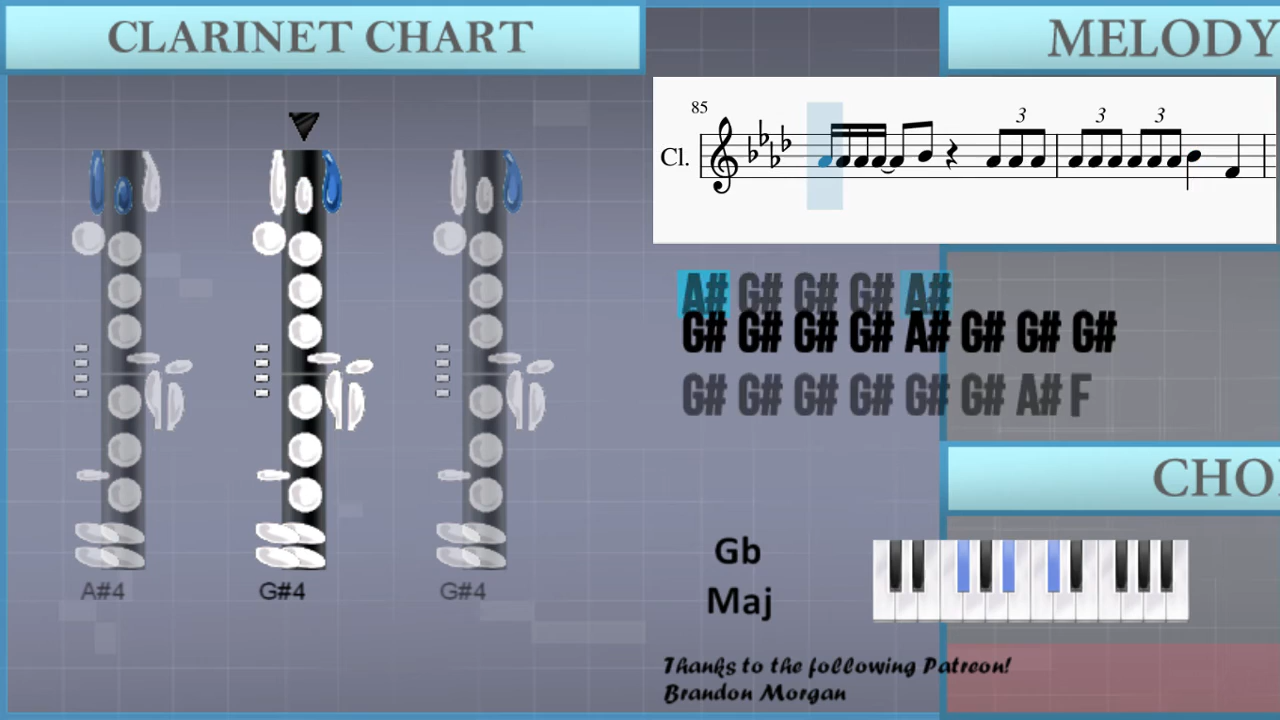 CLARINET CHART
MELODY
85
Cl.
3 3 3
A# G# G# G# A#
G# G# G# G# A# G# G# G#
G# G# G# G# G# G# A# F
CHO
Gb
Maj
A#4 G#4 G#4
Thanks to the following Patreon!
Brandon Morgan